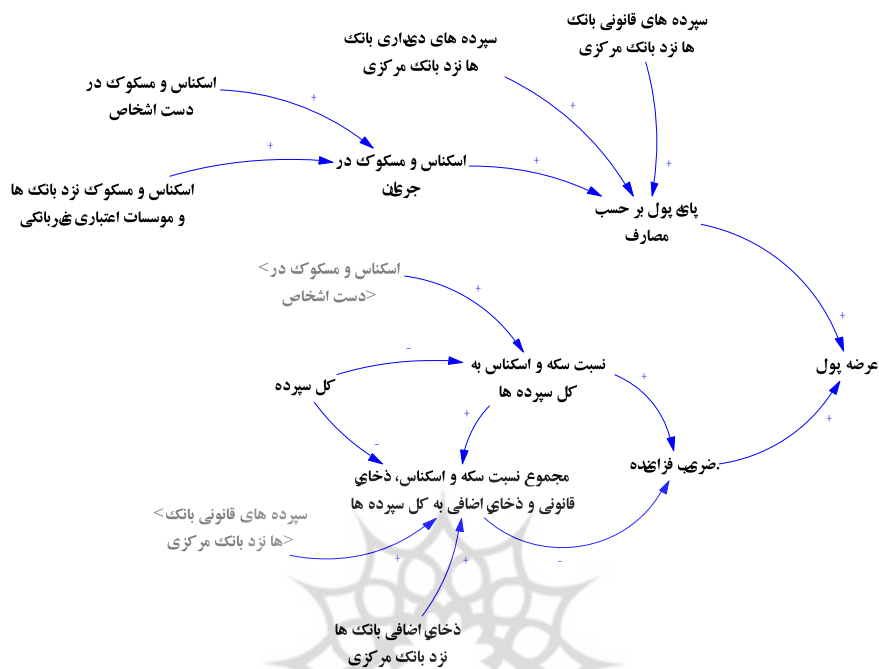 سپرده های قانونی بانک
ها نزد بانک مرکزی
سپرده های دیداری بانک
ها نزد بانک مرکزی
اسکناس و مسکوک در
دست اشخاص
+
+
+
اسکناس و مسکوک در
جریان
+
+
اسکناس و مسکوک نزد بانک ها
و موسسات اعتباری غیربانکی
پایه پول بر حسب
مصارف
<اسکناس و مسکوک در
دست اشخاص>
+
+
-
نسبت سکه و اسکناس به
کل سپرده ها
عرضه پول
کل سپرده
+
+
+
-
ضریب فزاینده.
مجموع نسبت سکه و اسکناس، ذخایر
قانونی و ذخایر اضافی به کل سپرده ها
<سپرده های قانونی بانک
ها نزد بانک مرکزی>
+
+
-
ذخایر اضافی بانک ها
نزد بانک مرکزی